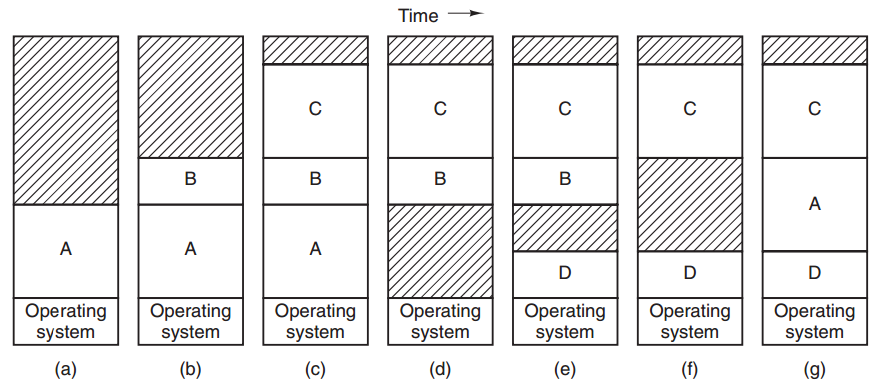 Time
C
C
C
C
C
B
B
B
B
A
A
A
A
D
D
D
Operating
system
Operating
system
Operating
system
Operating
system
Operating
system
Operating
system
Operating
system
(a)
(b)
(c)
(d)
(e)
(f)
(g)